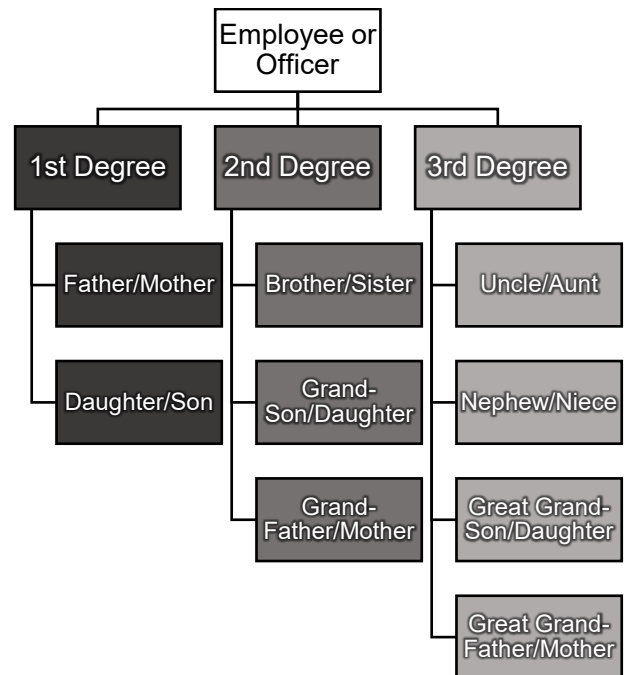 Employee or
Officer
1st Degree
Father/Mother
Daughter/Son
2nd Degree
Brother/Sister
Grand-
Son/Daughter
Grand-
Father/Mother
3rd Degree
Uncle/Aunt
Nephew/Niece
Great Grand-
Son/Daughter
Great Grand-
Father/Mother